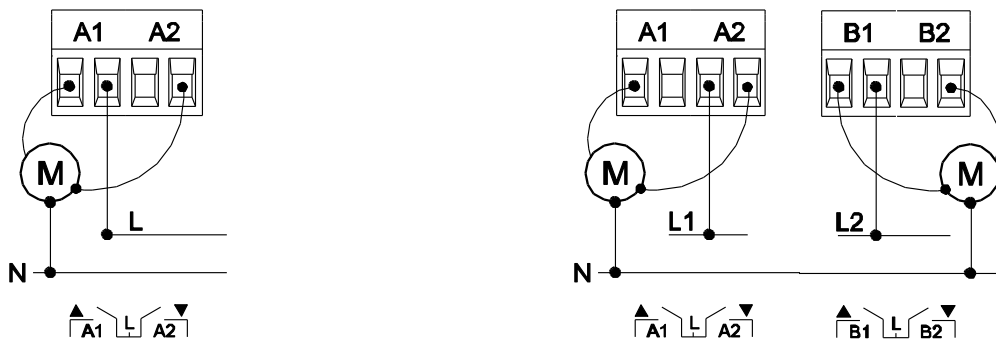 A1 A2 A1 A2 B1 B2
M M M
L L1 L2
N N
A1 L A2 A1 L A2 B1 L B2